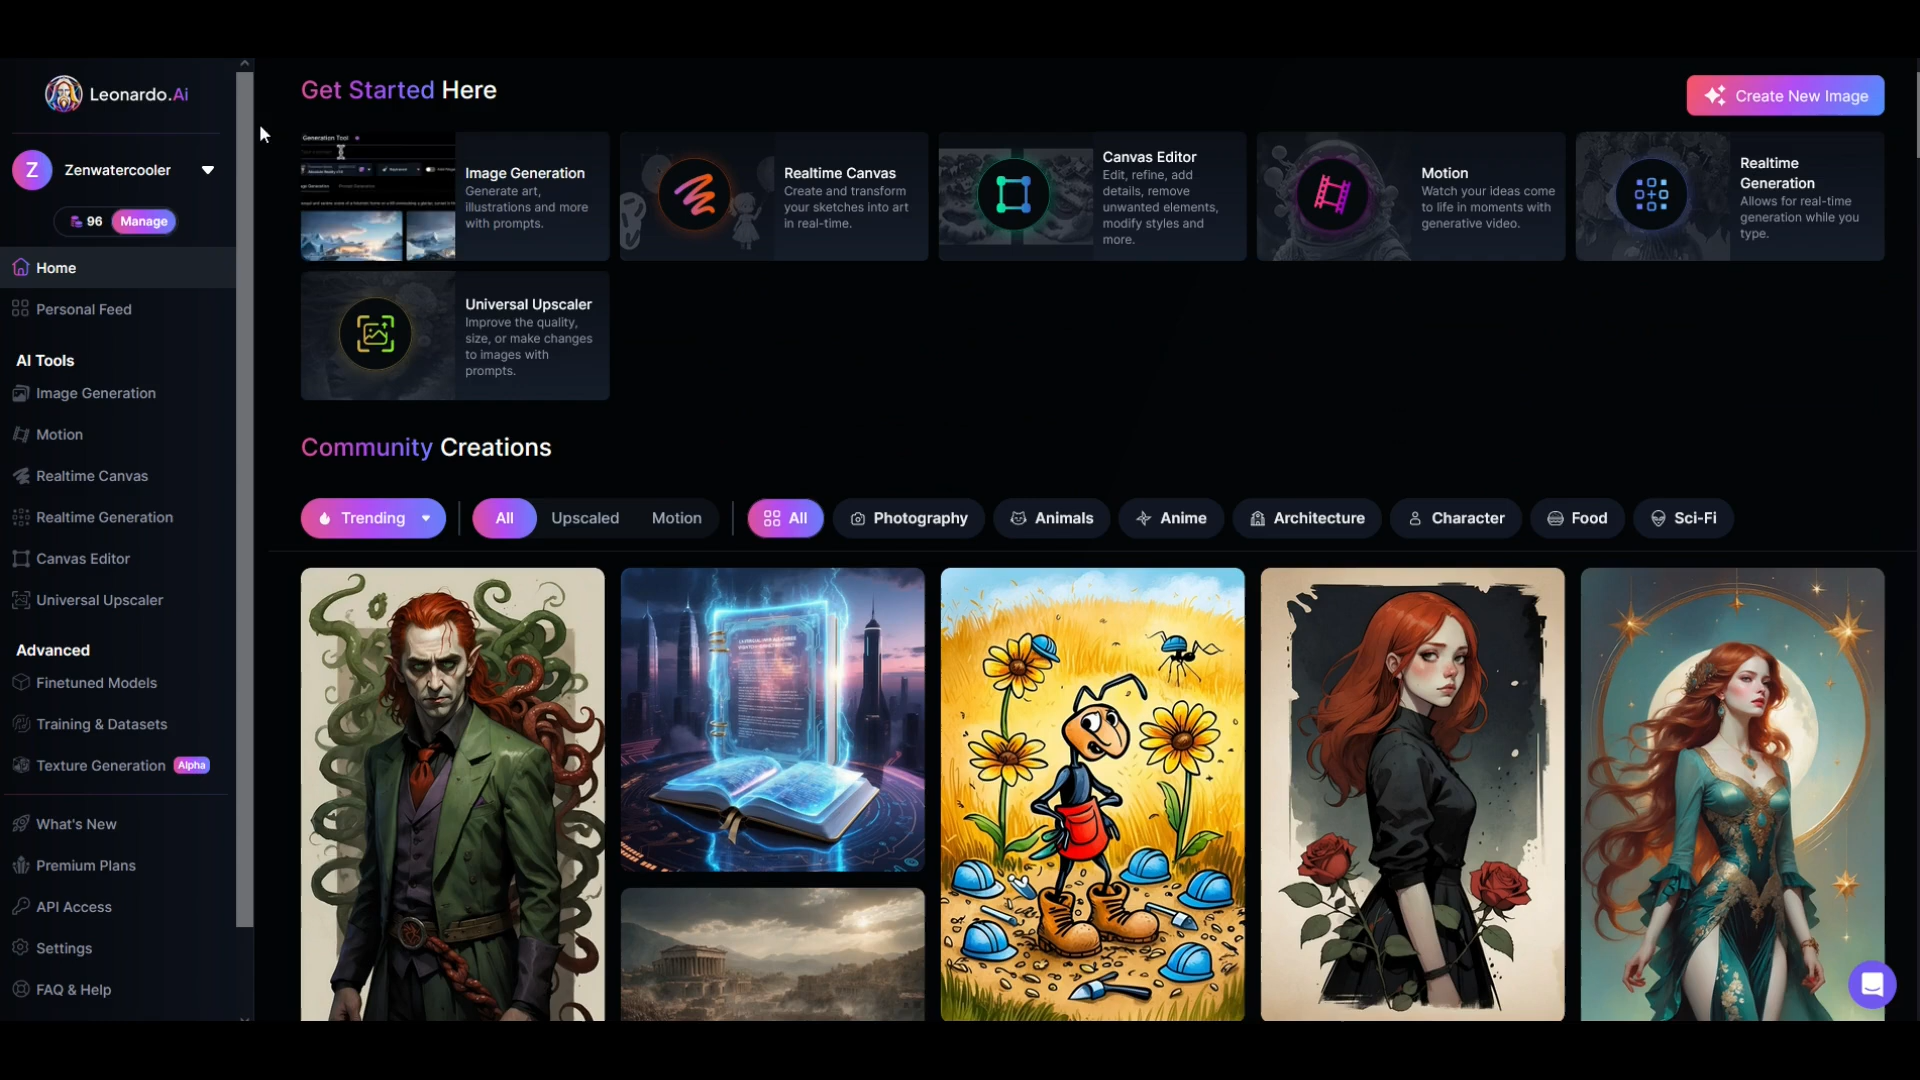 Leonardo.Ai
Z
Zenwatercooler
96
Manage
Home
Personal Feed
AI Tools
Image Generation
Motion
Realtime Canvas
Realtime Generation
Canvas Editor
Universal Upscaler
Advanced
Finetuned Models
Training & Datasets
Texture Generation Alpha
What's New
Premium Plans
API Access
Settings
FAQ & Help
Get Started Here
Create New Image
Generation Tool
Image Generation
Generate art,
illustrations and more
with prompts.
Realtime Canvas
Create and transform
your sketches into art
in real-time.
Canvas Editor
Edit, refine, add
details, remove
unwanted elements,
modify styles and
more.
Motion
Watch your ideas come
to life in moments with
generative video.
Realtime
Generation
Allows for real-time
generation while you
type.
Universal Upscaler
Improve the quality,
size, or make changes
to images with
prompts.
Community Creations
Trending
All
Upscaled
Motion
All
Photography
Animals
Anime
Architecture
Character
Food
Sci-Fi